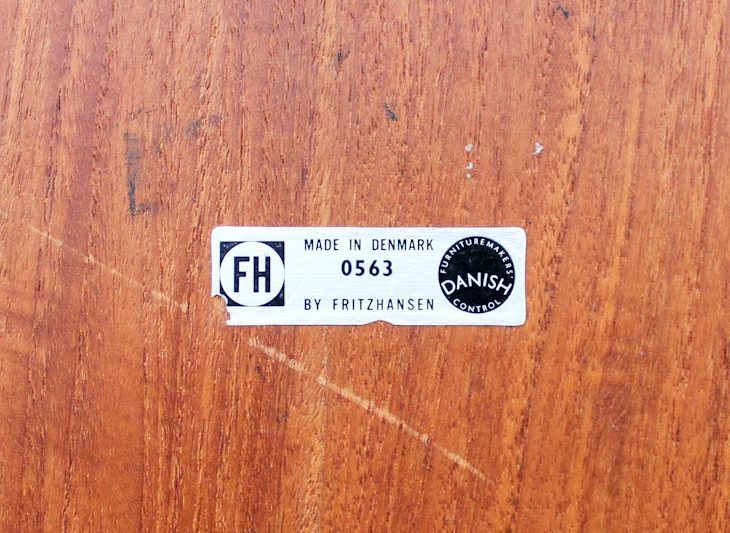 FH
MADE IN DENMARK
0563
BY FRITZHANSEN
FURNITUREMAKERS'
DANISH
CONTROL